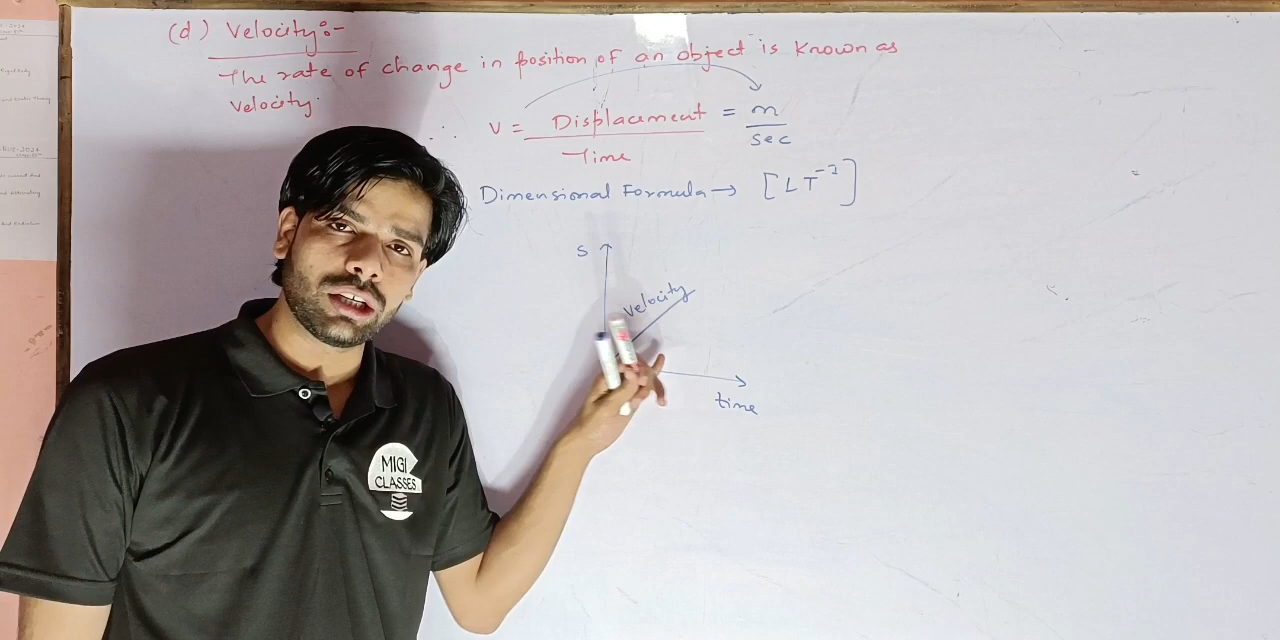 (d) Velocity:-
The rate of change in position of an object is known as
velocity.
∴ v = Displacement / Time = m / sec
Dimensional Formula → [LT⁻¹]
S
velocity
time
MIGI
CLASSES